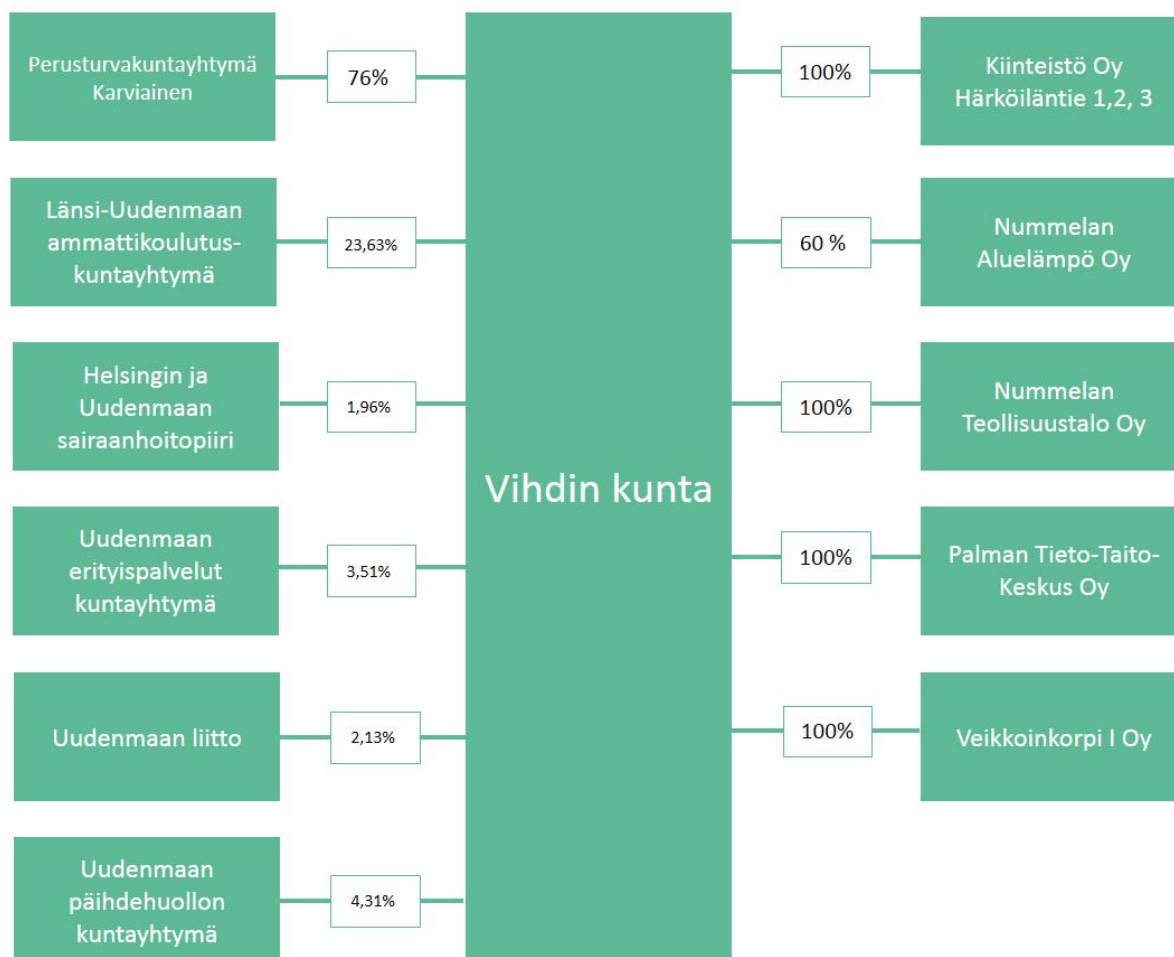 Perusturvakuntayhtymä
Karviainen
76%
Länsi-Uudenmaan
ammattikoulutus-
kuntayhtymä
23,63%
Helsingin ja
Uudenmaan
sairaanhoitopiiri
1,96%
Uudenmaan
erityispalvelut
kuntayhtymä
3,51%
Uudenmaan liitto
2,13%
Uudenmaan
päihdehuollon
kuntayhtymä
4,31%
Vihdin kunta
100%
Kiinteistö Oy
Härköiläntie 1,2, 3
60 %
Nummelan
Aluelämpö Oy
100%
Nummelan
Teollisuustalo Oy
100%
Palman Tieto-Taito-
Keskus Oy
100%
Veikkoinkorpi I Oy